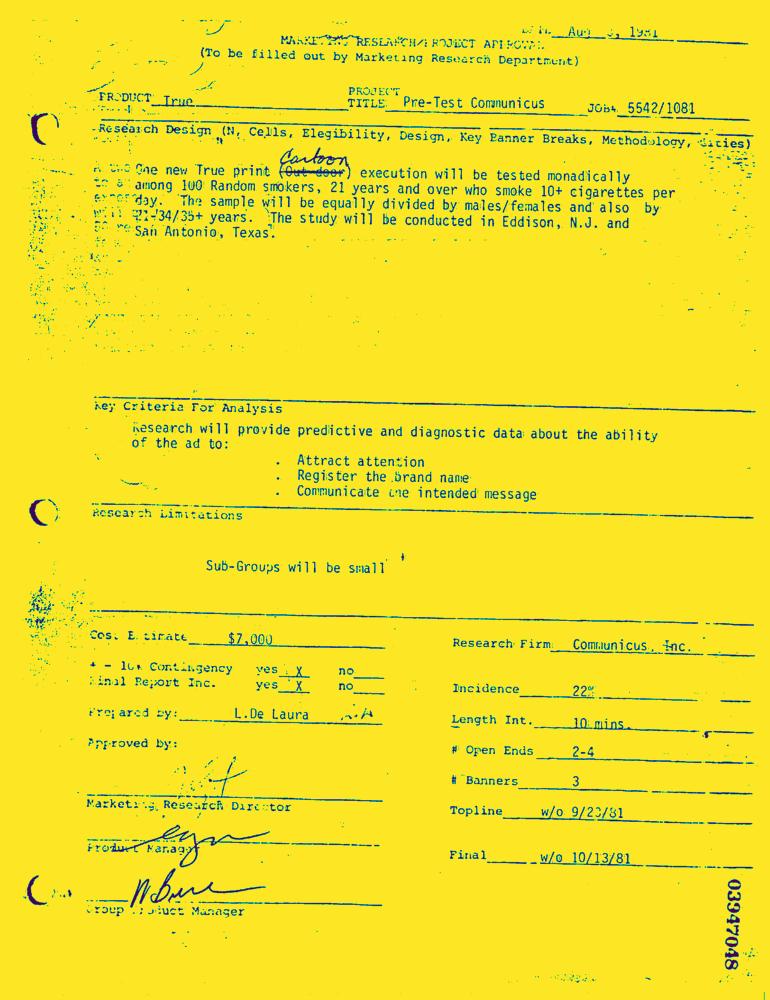 Aug
MARKETING RESEARCH/PROJECT APPROVAL
(To be filled out by Marketing Research Department)
PRODUCT True
PROJECT
TITLE Pre-Test Communicus JOB# 5542/1081
Research Design (N, Cells, Elegibility, Design, Key Banner Breaks, Methodology, Cities)
Cartoon
One new True print (Out-door) execution will be tested monadically
among 100 Random smokers, 21 years and over who smoke 10+ cigarettes per
day. The sample will be equally divided by males/females and also by
21-34/35+ years. The study will be conducted in Eddison, N.J. and
San Antonio, Texas.
Key Criteria For Analysis
Research will provide predictive and diagnostic data about the ability
of the ad to:
. Attract attention
. Register the brand name
. Communicate the intended message
Research Limitations
Sub-Groups will be small
Cost Estimate $7,000
Research Firm Communicus, Inc.
+ - 10% Contingency yes X no
Final Report Inc. yes X no
Incidence 22%
Prepared by: L.De Laura
Length Int. 10 mins.
Approved by:
# Open Ends 2-4
# Banners 3
Marketing Research Director
Topline w/o 9/23/81
Product Manager
Final w/o 10/13/81
Group Product Manager
03947048